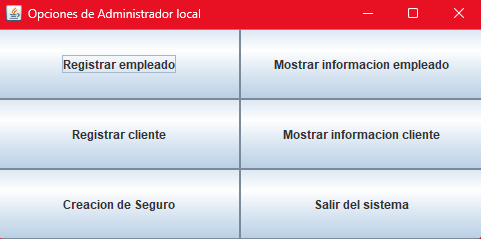 Opciones de Administrador local
Registrar empleado
Mostrar informacion empleado
Registrar cliente
Mostrar informacion cliente
Creacion de Seguro
Salir del sistema